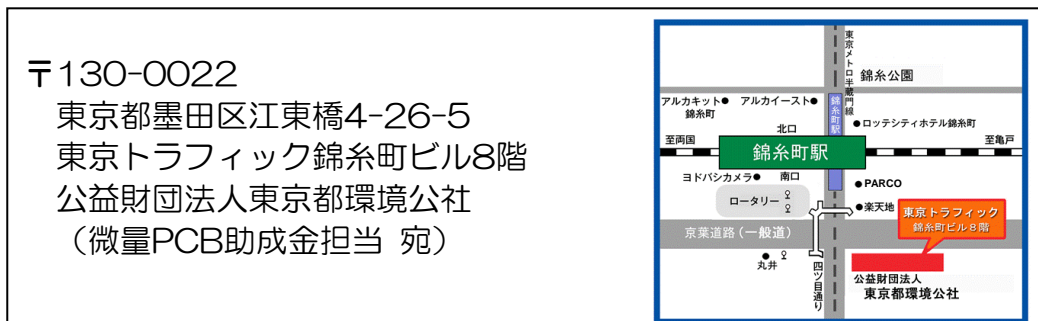 〒130-0022
東京都墨田区江東橋4-26-5
東京トラフィック錦糸町ビル8階
公益財団法人東京都環境公社
（微量PCB助成金担当 宛）
東京メトロ半蔵門線
錦糸公園
アルカキット
錦糸町
アルカイースト
錦糸町駅
ロッテシティホテル錦糸町
北口
至両国
錦糸町駅
至亀戸
ヨドバシカメラ
南口
PARCO
ロータリー
楽天地
東京トラフィック
錦糸町ビル8階
京葉道路（一般道）
丸井
四ツ目通り
公益財団法人
東京都環境公社